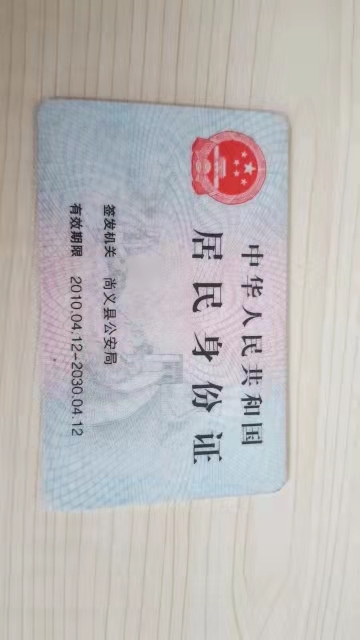 中华人民共和国
居民身份证
签发机关 尚义县公安局
有效期限 2010.04.12-2030.04.12